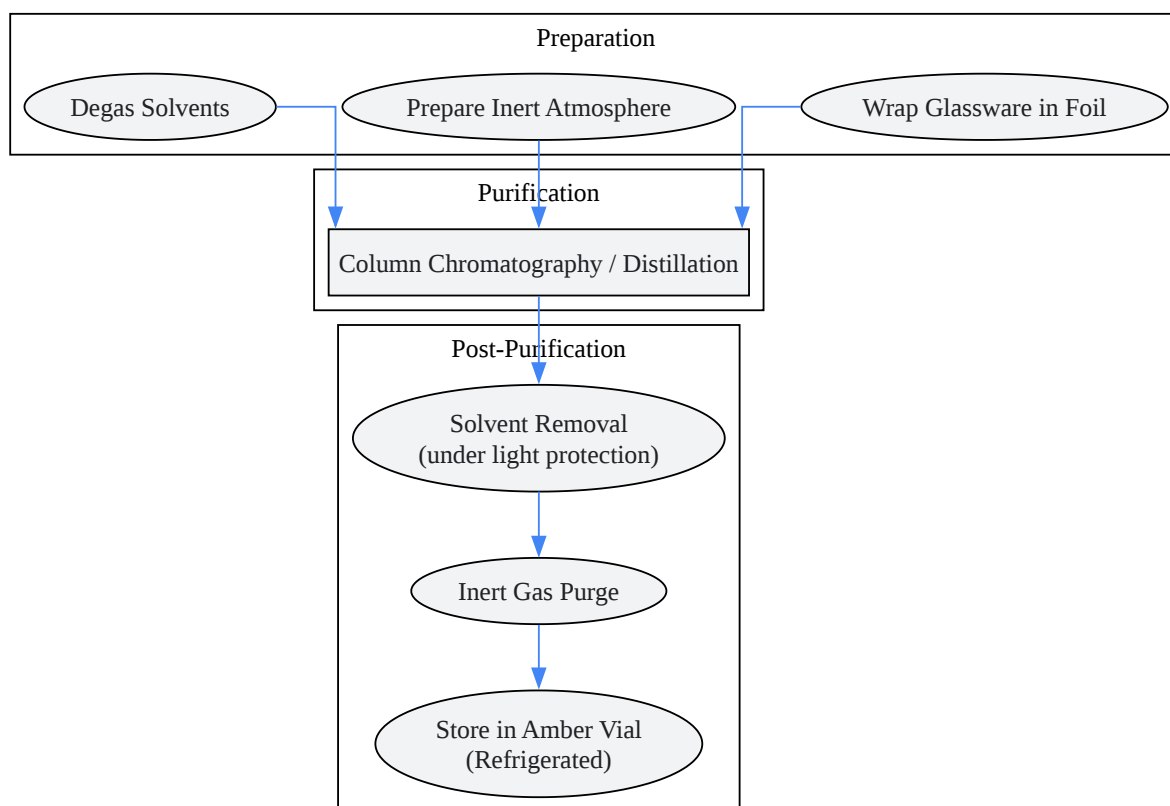 Preparation
Degas Solvents
Prepare Inert Atmosphere
Wrap Glassware in Foil
Purification
Column Chromatography / Distillation
Post-Purification
Solvent Removal
(under light protection)
Inert Gas Purge
Store in Amber Vial
(Refrigerated)